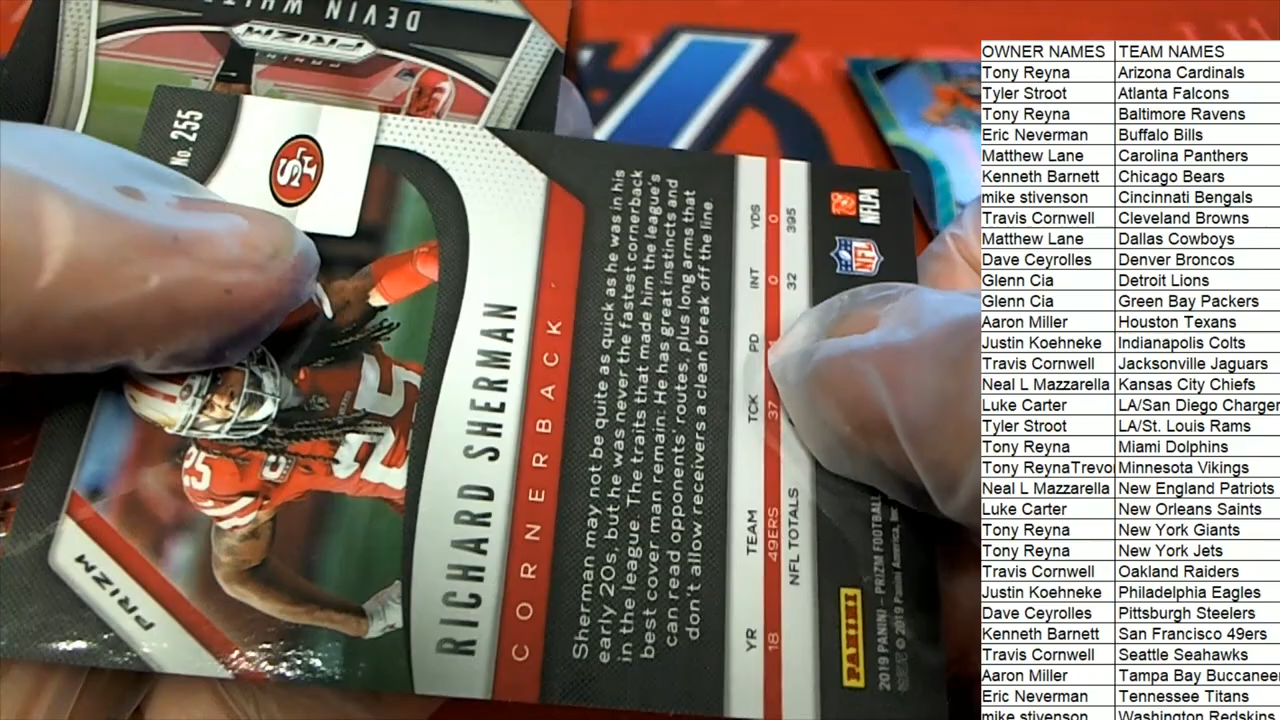 DEVIN WHIT
PRIZM
No. 255
SF
RICHARD SHERMAN
CORNERBACK
Sherman may not be quite as quick as he was in his
early 20s, but he was never the fastest cornerback
in the league. The traits that made him the league's
best cover man remain: He has great instincts and
can read opponents' routes, plus long arms that
don't allow receivers a clean break off the line.
YR TEAM TCK PD INT YDS
18 49ERS 37 0 0
NFL TOTALS 32 395
NFL NFLPA
PANINI
2019 PANINI – PRIZM FOOTBALL
© 2019 Panini America, Inc.
PRIZM
25
25
OWNER NAMES TEAM NAMES
Tony Reyna Arizona Cardinals
Tyler Stroot Atlanta Falcons
Tony Reyna Baltimore Ravens
Eric Neverman Buffalo Bills
Matthew Lane Carolina Panthers
Kenneth Barnett Chicago Bears
mike stivenson Cincinnati Bengals
Travis Cornwell Cleveland Browns
Matthew Lane Dallas Cowboys
Dave Ceyrolles Denver Broncos
Glenn Cia Detroit Lions
Glenn Cia Green Bay Packers
Aaron Miller Houston Texans
Justin Koehneke Indianapolis Colts
Travis Cornwell Jacksonville Jaguars
Neal L Mazzarella Kansas City Chiefs
Luke Carter LA/San Diego Charger
Tyler Stroot LA/St. Louis Rams
Tony Reyna Miami Dolphins
Tony ReynaTrevo Minnesota Vikings
Neal L Mazzarella New England Patriots
Luke Carter New Orleans Saints
Tony Reyna New York Giants
Tony Reyna New York Jets
Travis Cornwell Oakland Raiders
Justin Koehneke Philadelphia Eagles
Dave Ceyrolles Pittsburgh Steelers
Kenneth Barnett San Francisco 49ers
Travis Cornwell Seattle Seahawks
Aaron Miller Tampa Bay Buccanee
Eric Neverman Tennessee Titans
mike stivenson Washington Redskins